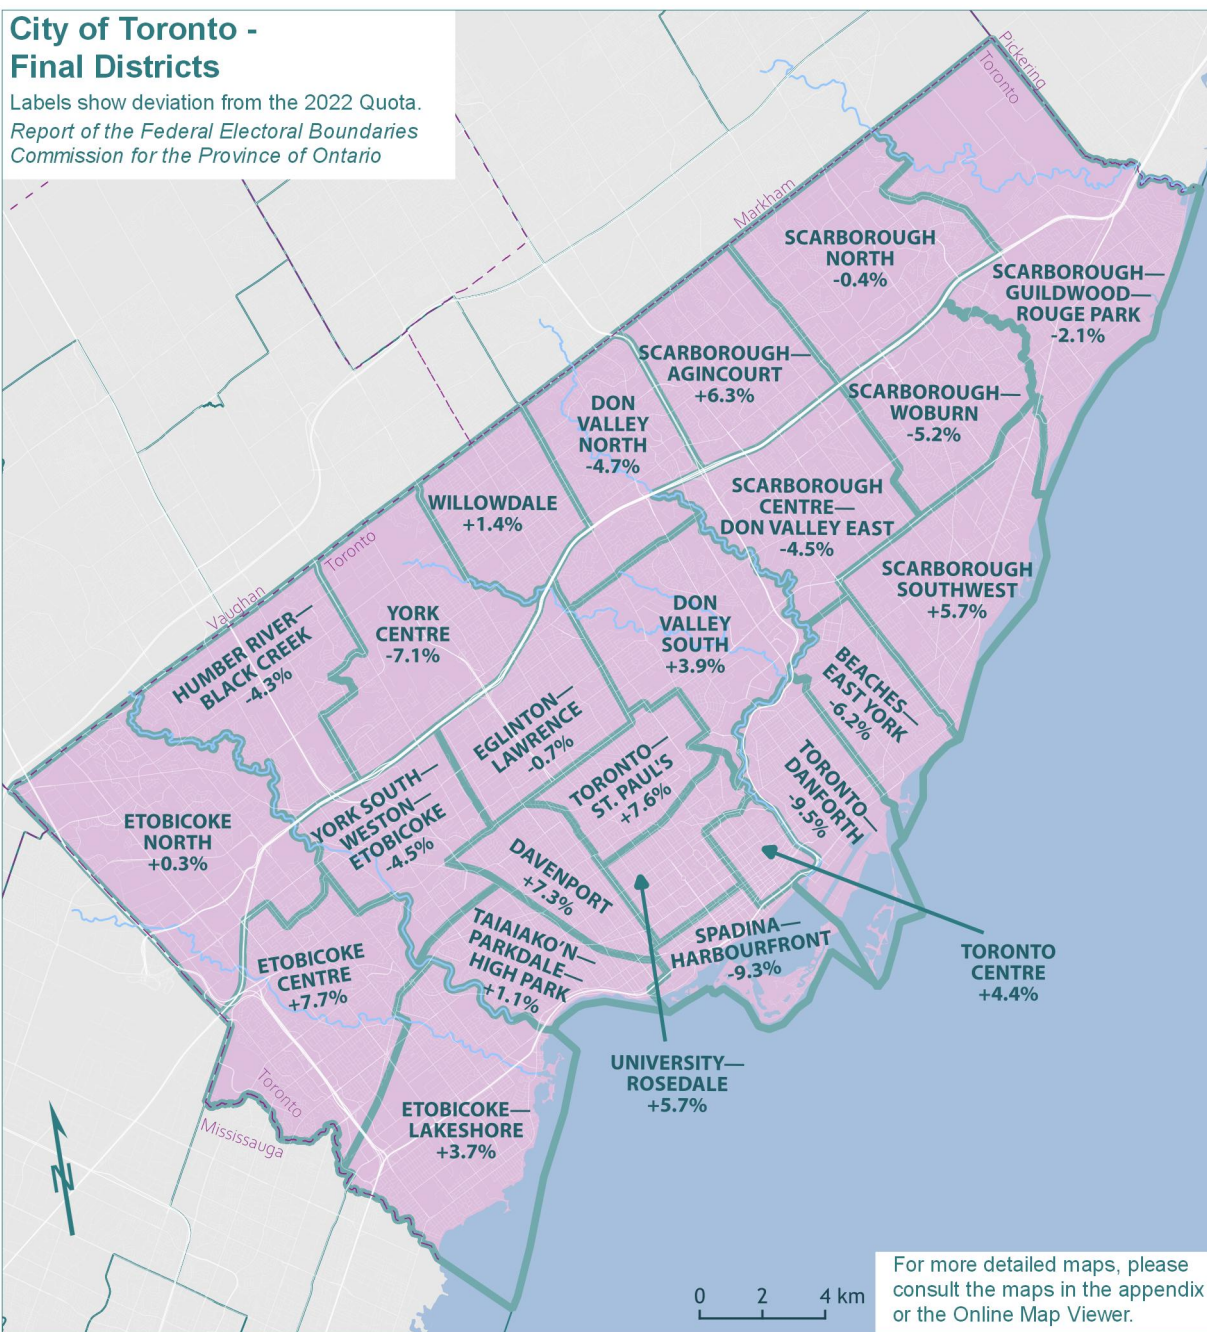 City of Toronto -
Final Districts
Labels show deviation from the 2022 Quota.
Report of the Federal Electoral Boundaries
Commission for the Province of Ontario
Pickering
Toronto
Markham
SCARBOROUGH
NORTH
-0.4%
SCARBOROUGH—
GUILDWOOD—
ROUGE PARK
-2.1%
SCARBOROUGH—
AGINCOURT
+6.3%
SCARBOROUGH—
WOBURN
-5.2%
DON
VALLEY
NORTH
-4.7%
WILLOWDALE
+1.4%
SCARBOROUGH
CENTRE—
DON VALLEY EAST
-4.5%
Toronto
Vaughan
SCARBOROUGH
SOUTHWEST
+5.7%
HUMBER RIVER—
BLACK CREEK
-4.3%
YORK
CENTRE
-7.1%
DON
VALLEY
SOUTH
+3.9%
BEACHES—
EAST YORK
-6.2%
EGLINTON—
LAWRENCE
-0.7%
TORONTO—
ST. PAUL'S
+7.6%
TORONTO—
DANFORTH
-9.5%
ETOBICOKE
NORTH
+0.3%
YORK SOUTH—
WESTON—
ETOBICOKE
-4.5%
DAVENPORT
+7.3%
TAIAIAKO'N—
PARKDALE—
HIGH PARK
+1.1%
SPADINA—
HARBOURFRONT
-9.3%
TORONTO
CENTRE
+4.4%
ETOBICOKE
CENTRE
+7.7%
UNIVERSITY—
ROSEDALE
+5.7%
Toronto
Mississauga
ETOBICOKE—
LAKESHORE
+3.7%
N
0 2 4 km
For more detailed maps, please
consult the maps in the appendix
or the Online Map Viewer.